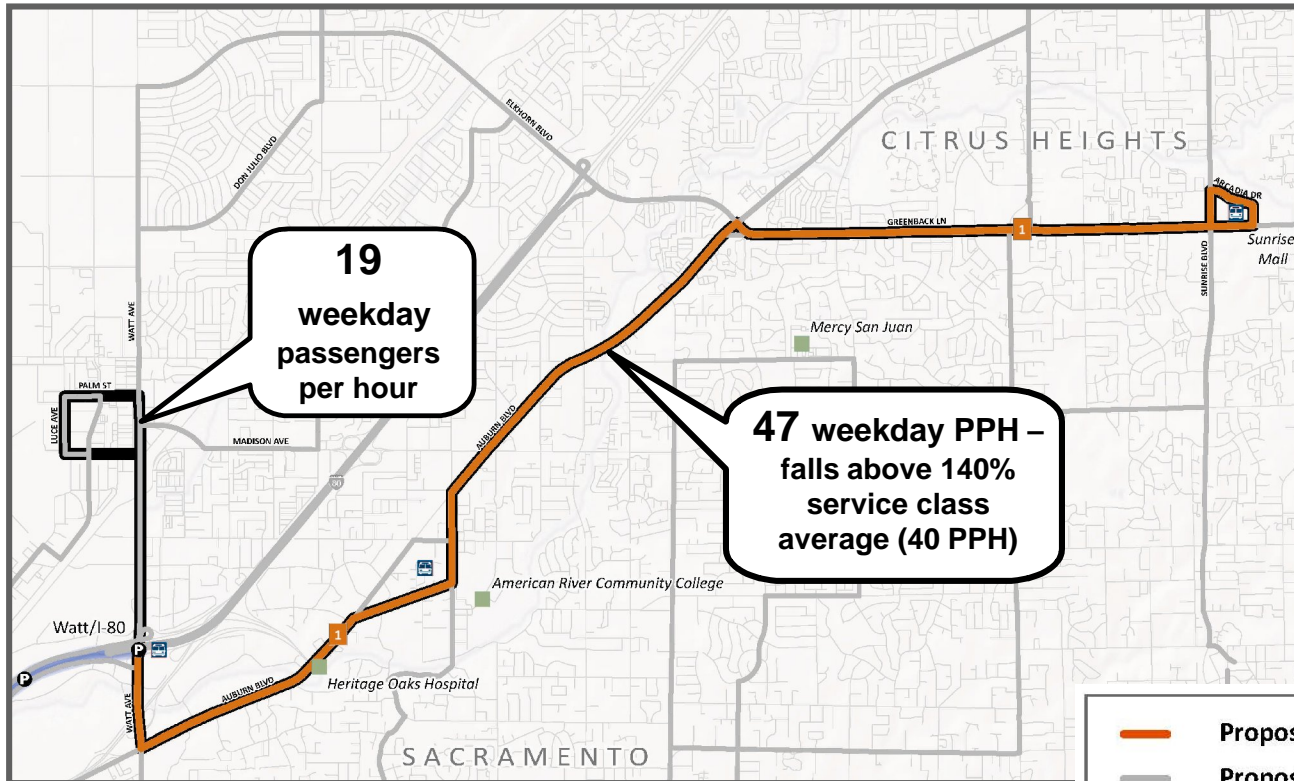 ELKHORN BLVD
CITRUS HEIGHTS
DON JULIO BLVD
ARCADIA DR
GREENBACK LN
1
Sunrise
Mall
SUNRISE BLVD
19
weekday
passengers
per hour
WATT AVE
Mercy San Juan
PALM ST
LUCE AVE
MADISON AVE
AUBURN BLVD
47 weekday PPH –
falls above 140%
service class
average (40 PPH)
80
American River Community College
Watt/I-80
P
P
1
Heritage Oaks Hospital
AUBURN BLVD
WATT AVE
SACRAMENTO